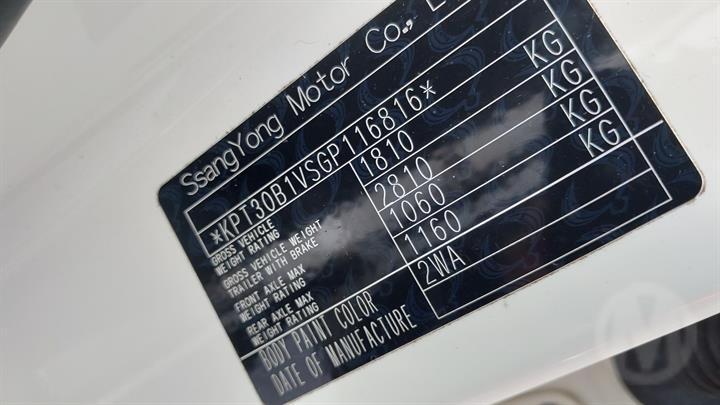 SsangYong Motor Co.,
*KPT30B1VSGP116816*
GROSS VEHICLE
WEIGHT RATING 1810 KG
GROSS VEHICLE WEIGHT
TRAILER WITH BRAKE 2810 KG
FRONT AXLE MAX
WEIGHT RATING 1060 KG
REAR AXLE MAX
WEIGHT RATING 1160 KG
BODY PAINT COLOR 2WA
DATE OF MANUFACTURE
M